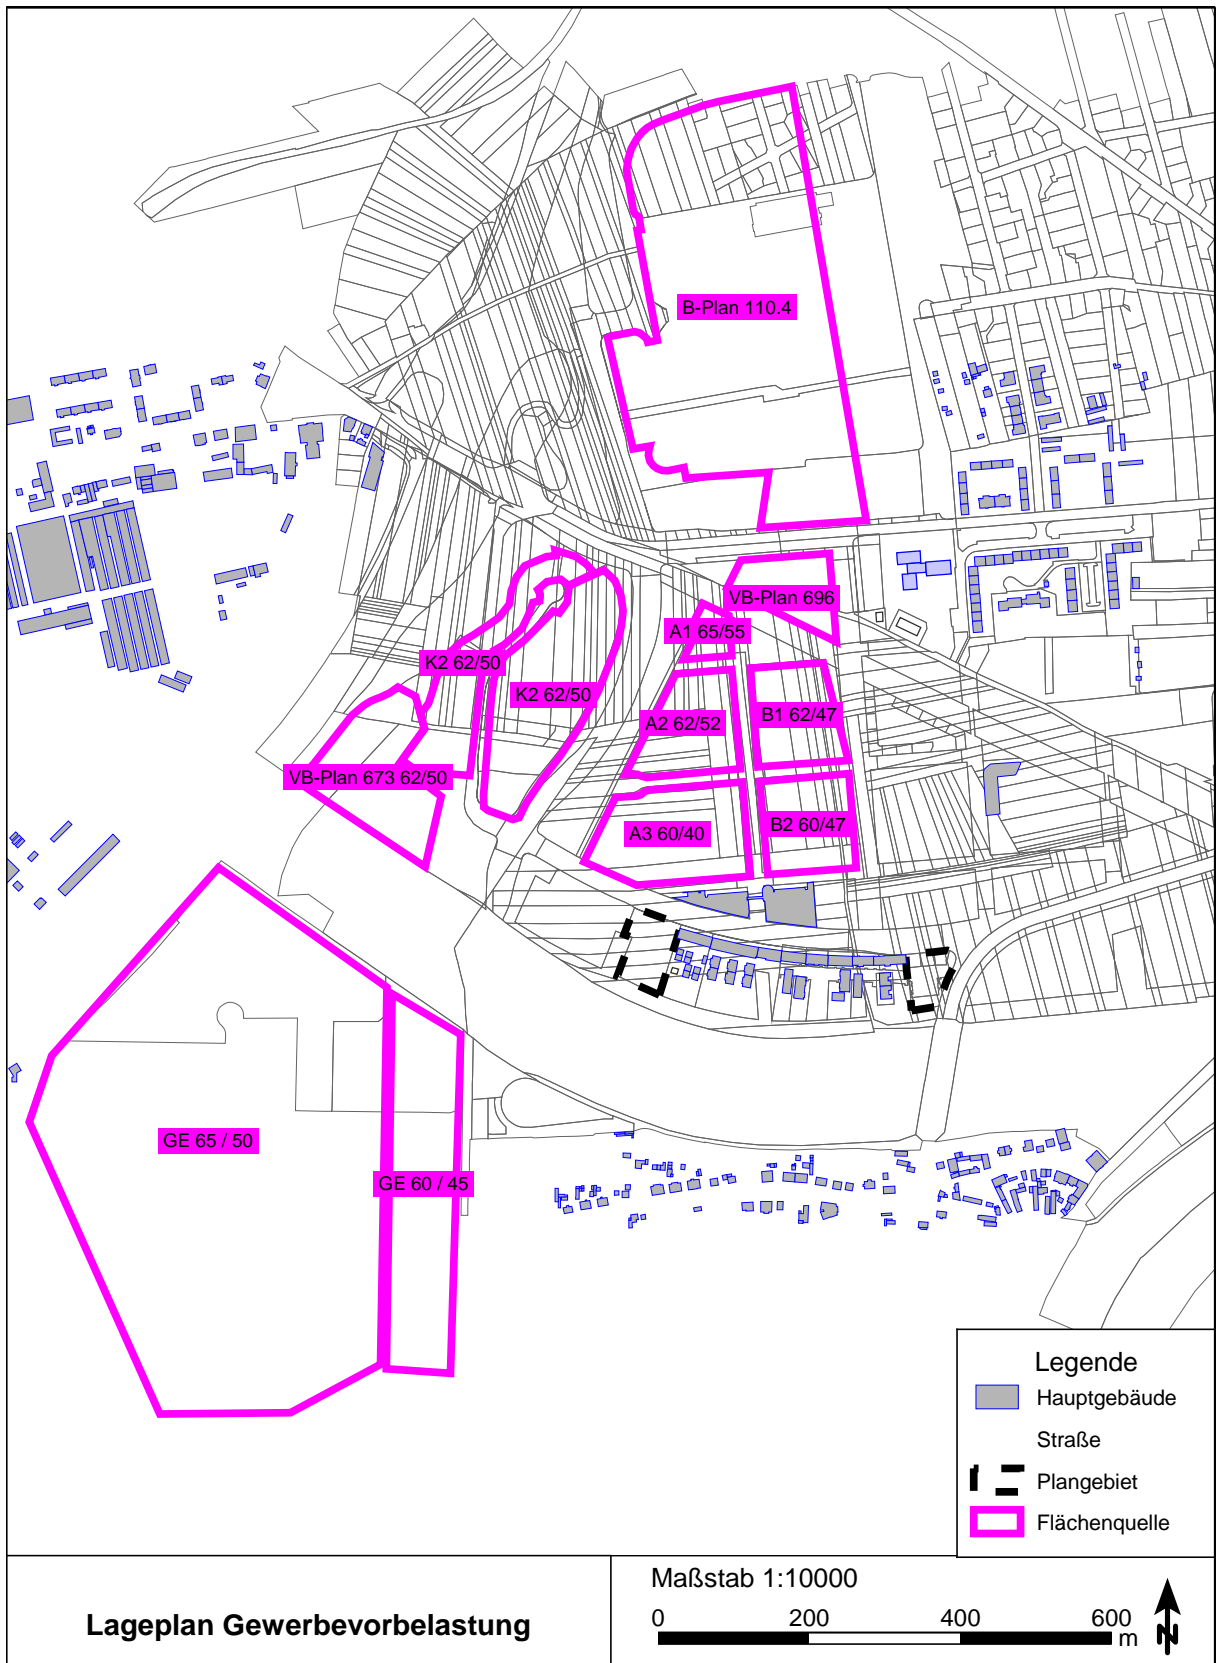 B-Plan 110.4
VB-Plan 696
A1 65/55
K2 62/50
K2 62/50
A2 62/52
B1 62/47
VB-Plan 673 62/50
A3 60/40
B2 60/47
GE 65 / 50
GE 60 / 45
Legende
Hauptgebäude
Straße
Plangebiet
Flächenquelle
Lageplan Gewerbevorbelastung
Maßstab 1:10000
0 200 400 600
m
N